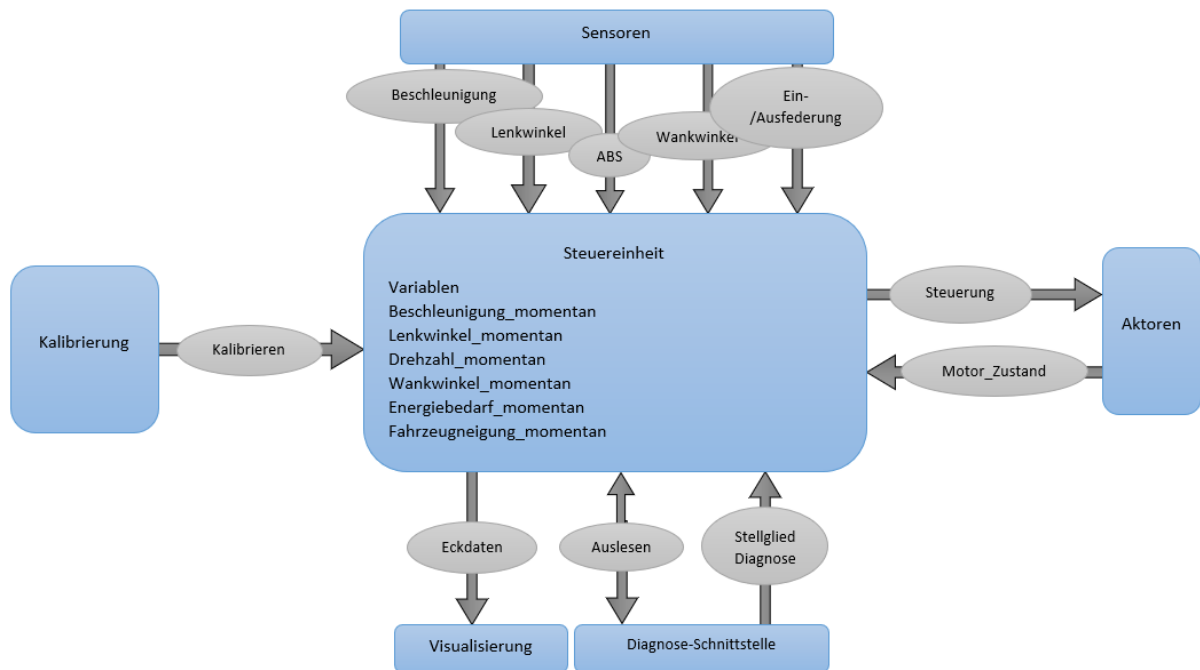 Sensoren
Beschleunigung
Lenkwinkel
ABS
Wankwinkel
Ein-
/Ausfederung
Kalibrierung
Kalibrieren
Steuereinheit
Variablen
Beschleunigung_momentan
Lenkwinkel_momentan
Drehzahl_momentan
Wankwinkel_momentan
Energiebedarf_momentan
Fahrzeugneigung_momentan
Steuerung
Motor_Zustand
Aktoren
Eckdaten
Auslesen
Stellglied
Diagnose
Visualisierung
Diagnose-Schnittstelle